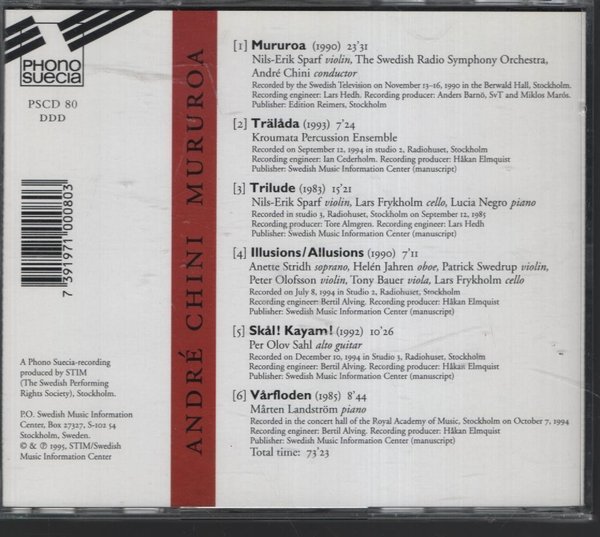 PHONO
SUECIA
PSCD 80
DDD
7 391971 000803
A Phono Suecia-recording
produced by STIM
(The Swedish Performing
Rights Society), Stockholm.
P.O. Swedish Music Information
Center, Box 27327, S-102 54
Stockholm, Sweden.
© & ℗ 1995, STIM/Swedish
Music Information Center
ANDRÉ CHINI MURUROA
[1] Mururoa (1990) 23'31
Nils-Erik Sparf violin, The Swedish Radio Symphony Orchestra,
André Chini conductor
Recorded by the Swedish Television on November 13–16, 1990 in the Berwald Hall, Stockholm.
Recording engineer: Lars Hedh. Recording producer: Anders Barnö, SvT and Miklos Marós.
Publisher: Edition Reimers, Stockholm
[2] Trälåda (1993) 7'24
Kroumata Percussion Ensemble
Recorded on September 12, 1994 in studio 2, Radiohuset, Stockholm
Recording engineer: Ian Cederholm. Recording producer: Håkan Elmquist
Publisher: Swedish Music Information Center (manuscript)
[3] Trilude (1983) 15'21
Nils-Erik Sparf violin, Lars Frykholm cello, Lucia Negro piano
Recorded in studio 3, Radiohuset, Stockholm on September 12, 1985
Recording producer: Tore Almgren. Recording engineer: Lars Hedh
Publisher: Swedish Music Information Center (manuscript)
[4] Illusions/Allusions (1990) 7'11
Anette Stridh soprano, Helén Jahren oboe, Patrick Swedrup violin,
Peter Olofsson violin, Tony Bauer viola, Lars Frykholm cello
Recorded on July 8, 1994 in Studio 2, Radiohuset, Stockholm
Recording engineer: Bertil Alving. Recording producer: Håkan Elmquist
Publisher: Swedish Music Information Center (manuscript)
[5] Skål! Kayam! (1992) 10'26
Per Olov Sahl alto guitar
Recorded on December 10, 1994 in Studio 3, Radiohuset, Stockholm
Recording engineer: Bertil Alving. Recording producer: Håkan Elmquist
Publisher: Swedish Music Information Center (manuscript)
[6] Vårfloden (1985) 8'44
Mårten Landström piano
Recorded in the concert hall of the Royal Academy of Music, Stockholm on October 7, 1994
Recording engineer: Bertil Alving. Recording producer: Håkan Elmquist
Publisher: Swedish Music Information Center (manuscript)
Total time: 73'23